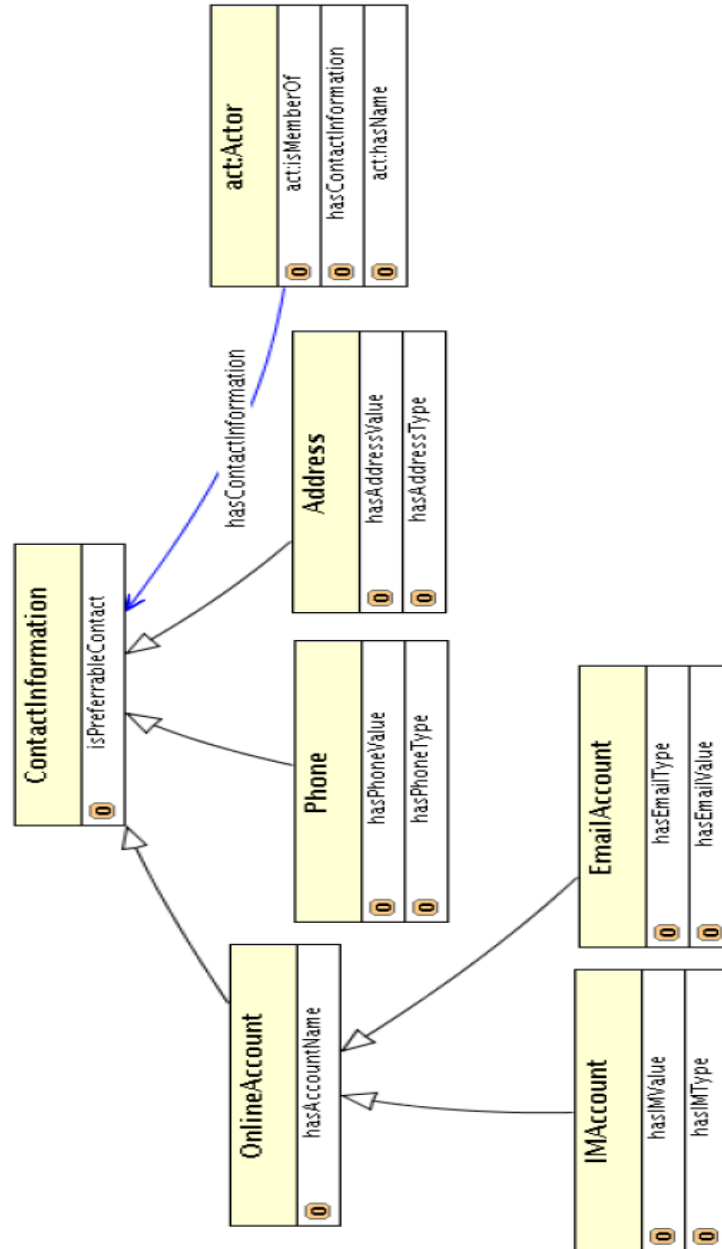 ContactInformation
O isPreferrableContact
hasContactInformation
act:Actor
O act:isMemberOf
O hasContactInformation
O act:hasName
OnlineAccount
O hasAccountName
Phone
O hasPhoneValue
O hasPhoneType
Address
O hasAddressValue
O hasAddressType
IMAccount
O hasIMValue
O hasIMType
EmailAccount
O hasEmailType
O hasEmailValue